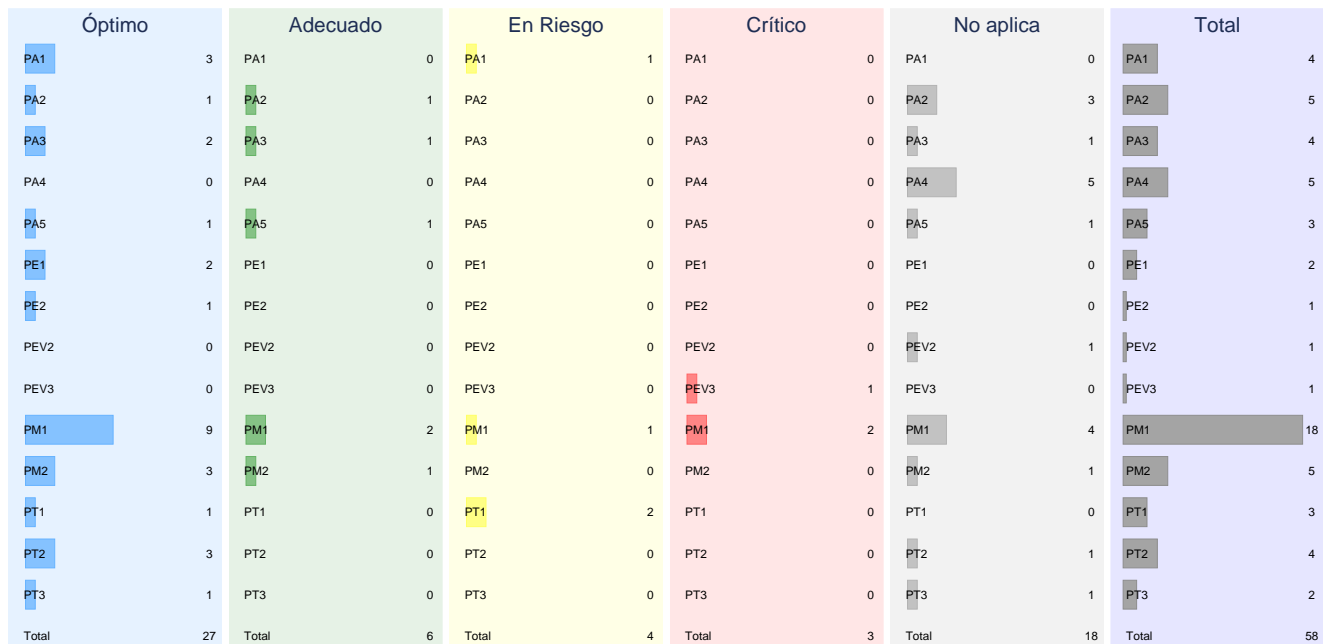 Óptimo Adecuado En Riesgo Crítico No aplica Total
PA1 3 PA1 0 PA1 1 PA1 0 PA1 0 PA1 4
PA2 1 PA2 1 PA2 0 PA2 0 PA2 3 PA2 5
PA3 2 PA3 1 PA3 0 PA3 0 PA3 1 PA3 4
PA4 0 PA4 0 PA4 0 PA4 0 PA4 5 PA4 5
PA5 1 PA5 1 PA5 0 PA5 0 PA5 1 PA5 3
PE1 2 PE1 0 PE1 0 PE1 0 PE1 0 PE1 2
PE2 1 PE2 0 PE2 0 PE2 0 PE2 0 PE2 1
PEV2 0 PEV2 0 PEV2 0 PEV2 0 PEV2 1 PEV2 1
PEV3 0 PEV3 0 PEV3 0 PEV3 1 PEV3 0 PEV3 1
PM1 9 PM1 2 PM1 1 PM1 2 PM1 4 PM1 18
PM2 3 PM2 1 PM2 0 PM2 0 PM2 1 PM2 5
PT1 1 PT1 0 PT1 2 PT1 0 PT1 0 PT1 3
PT2 3 PT2 0 PT2 0 PT2 0 PT2 1 PT2 4
PT3 1 PT3 0 PT3 0 PT3 0 PT3 1 PT3 2
Total 27 Total 6 Total 4 Total 3 Total 18 Total 58